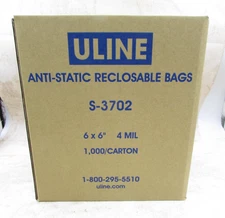 ULINE
ANTI-STATIC RECLOSABLE BAGS
S-3702
6 x 6" 4 MIL
1,000/CARTON
1-800-295-5510
uline.com